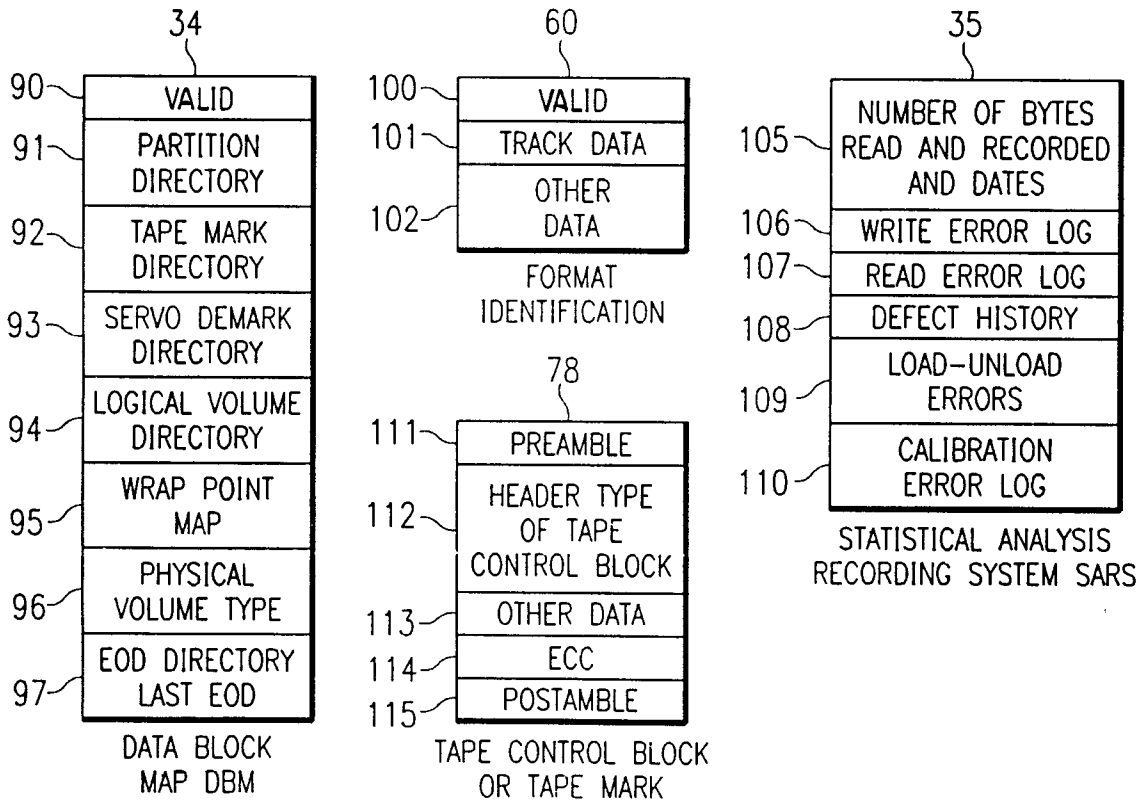 34
90 VALID
91 PARTITION
DIRECTORY
92 TAPE MARK
DIRECTORY
93 SERVO DEMARK
DIRECTORY
94 LOGICAL VOLUME
DIRECTORY
95 WRAP POINT
MAP
96 PHYSICAL
VOLUME TYPE
97 EOD DIRECTORY
LAST EOD
DATA BLOCK
MAP DBM
60
100 VALID
101 TRACK DATA
102 OTHER
DATA
FORMAT
IDENTIFICATION
78
111 PREAMBLE
112 HEADER TYPE
OF TAPE
CONTROL BLOCK
113 OTHER DATA
114 ECC
115 POSTAMBLE
TAPE CONTROL BLOCK
OR TAPE MARK
35
105 NUMBER OF BYTES
READ AND RECORDED
AND DATES
106 WRITE ERROR LOG
107 READ ERROR LOG
108 DEFECT HISTORY
109 LOAD-UNLOAD
ERRORS
110 CALIBRATION
ERROR LOG
STATISTICAL ANALYSIS
RECORDING SYSTEM SARS